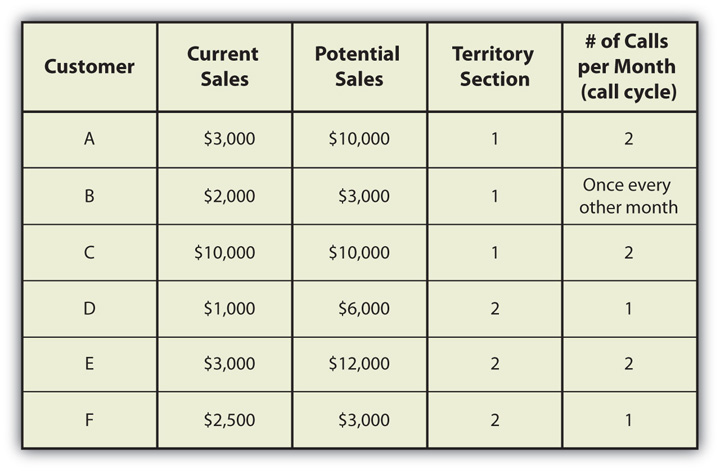 Customer Current Sales Potential Sales Territory Section # of Calls per Month (call cycle)
A $3,000 $10,000 1 2
B $2,000 $3,000 1 Once every other month
C $10,000 $10,000 1 2
D $1,000 $6,000 2 1
E $3,000 $12,000 2 2
F $2,500 $3,000 2 1